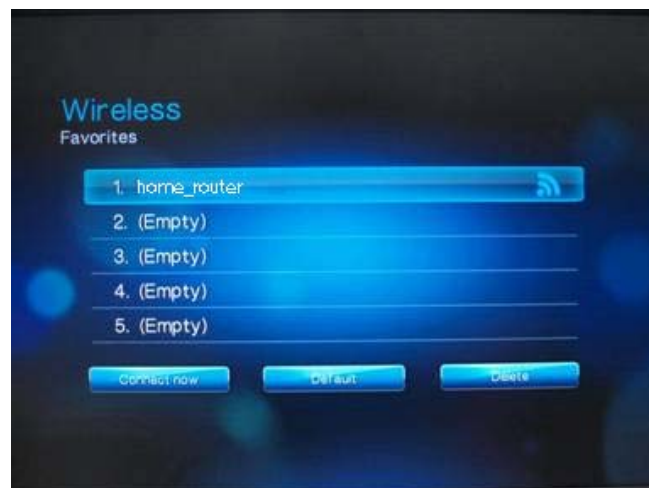 Wireless
Favorites
1. home_router
2. (Empty)
3. (Empty)
4. (Empty)
5. (Empty)
Connect now Default Delete